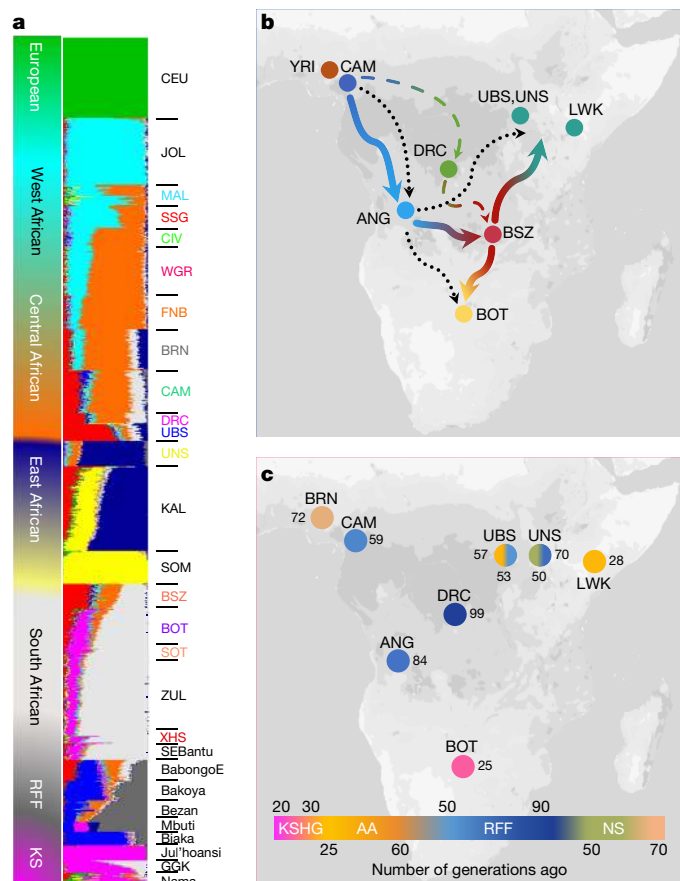 a
European
West African
Central African
East African
South African
RFF
KS
CEU
JOL
MAL
SSG
CIV
WGR
FNB
BRN
CAM
DRC
UBS
UNS
KAL
SOM
BSZ
BOT
SOT
ZUL
XHS
SEBantu
BabongoE
Bakoya
Bezan
Mbuti
Biaka
Jul'hoansi
GGK
Nama
b
YRI CAM
UBS,UNS
LWK
DRC
ANG
BSZ
BOT
c
BRN
72
CAM
59
UBS UNS
57 70 28
53 50
LWK
DRC
99
ANG
84
BOT
25
20 30 50 90
KSHG AA RFF NS
25 60 50 70
Number of generations ago